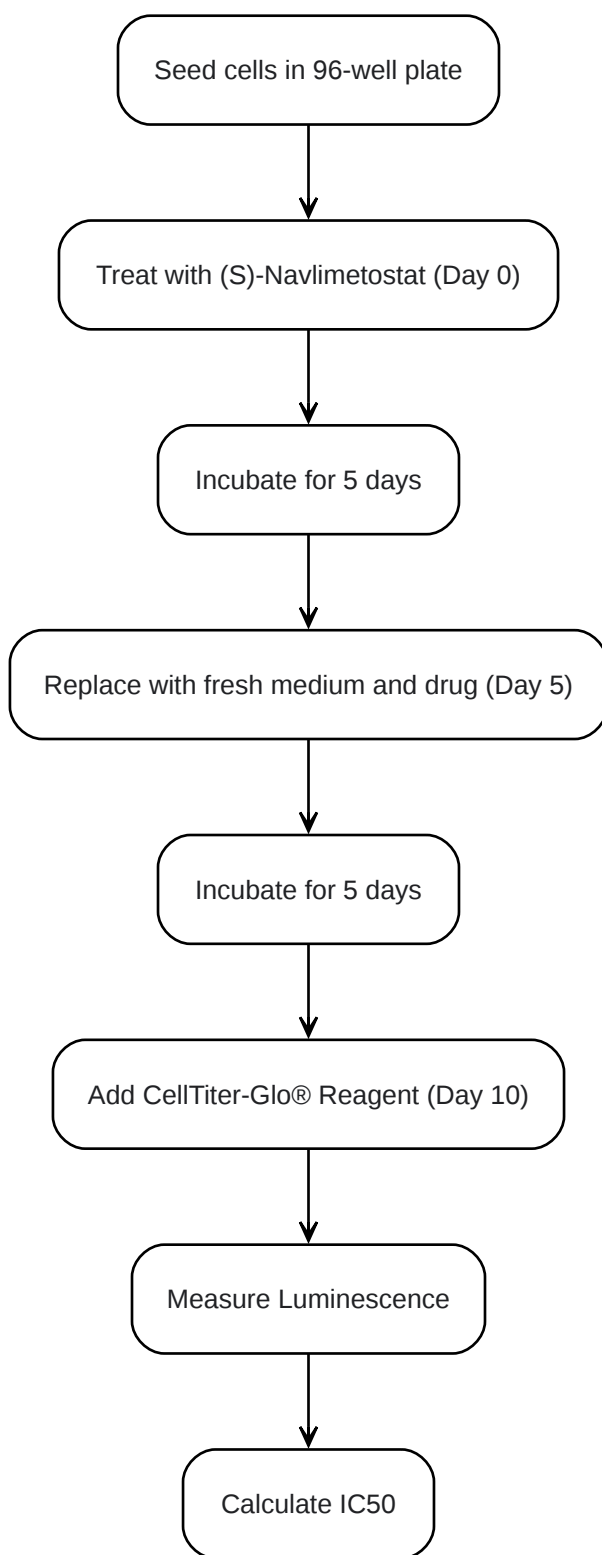 Seed cells in 96-well plate
Treat with (S)-Navlimetostat (Day 0)
Incubate for 5 days
Replace with fresh medium and drug (Day 5)
Incubate for 5 days
Add CellTiter-Glo® Reagent (Day 10)
Measure Luminescence
Calculate IC50